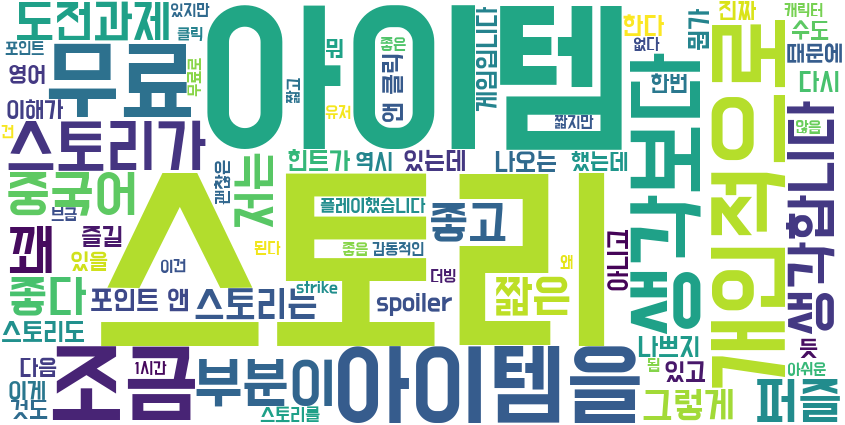 도전과제
있지만
클릭
아이템
뭐
좋은
게임입니다
한다
없다
뭔가
진짜
캐릭터
수도
때문에
포인트
영어
무료
무료로
짧고
앤 클릭
유저
한번
다시
이해가
건
스토리가
짧지만
않음
생각보다
개인적으로
생각합니다
중국어
브금
괜찮은
저는
힌트가
역시
있는데
나오는
했는데
스토리
플레이했습니다
좋고
꽤
즐길
있을
이건
된다
좋음
감동적인
더빙
왜
아니고
좋다
포인트 앤
스토리는
strike
spoiler
짧은
스토리도
나쁘지
듯
다음
1시간
조금
부분이
아이템을
됨
있고
아쉬운
이게
것도
스토리를
그렇게
퍼즐